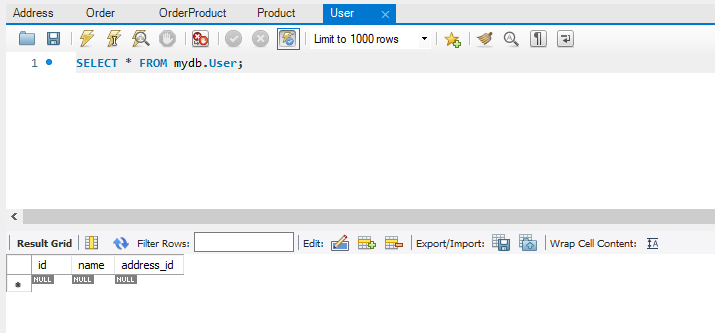 Address Order OrderProduct Product User
Limit to 1000 rows
1 SELECT * FROM mydb.User;
Result Grid Filter Rows: Edit: Export/Import: Wrap Cell Content:
id name address_id
NULL NULL NULL